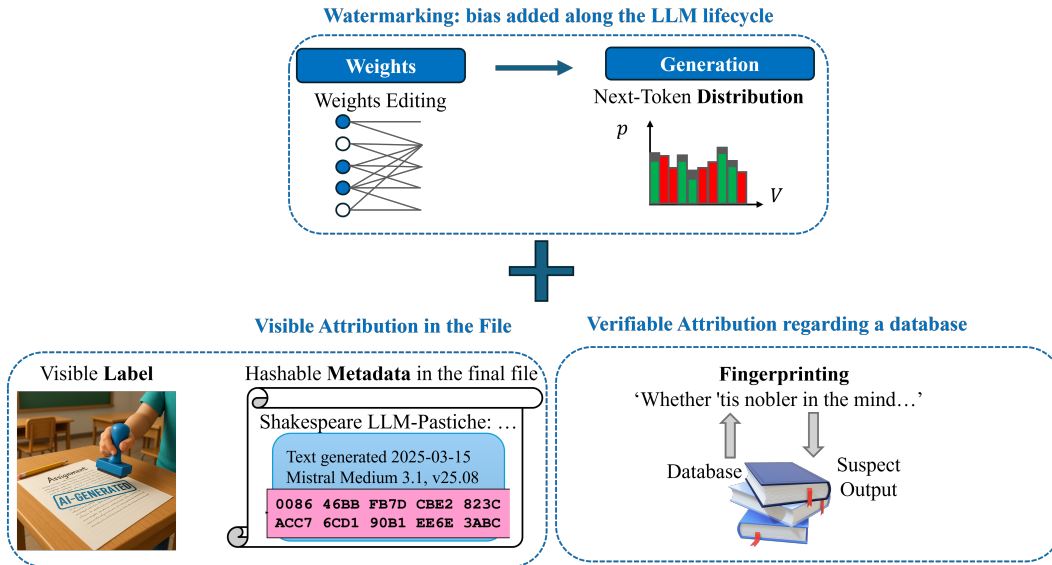 Watermarking: bias added along the LLM lifecycle
Weights
Generation
Weights Editing
Next-Token Distribution
p
V
Visible Attribution in the File
Verifiable Attribution regarding a database
Visible Label
Hashable Metadata in the final file
Assignment
AI-GENERATED
Shakespeare LLM-Pastiche: …
Text generated 2025-03-15
Mistral Medium 3.1, v25.08
0086 46BB FB7D CBE2 823C
ACC7 6CD1 90B1 EE6E 3ABC
Fingerprinting
‘Whether 'tis nobler in the mind…’
Database
Suspect
Output